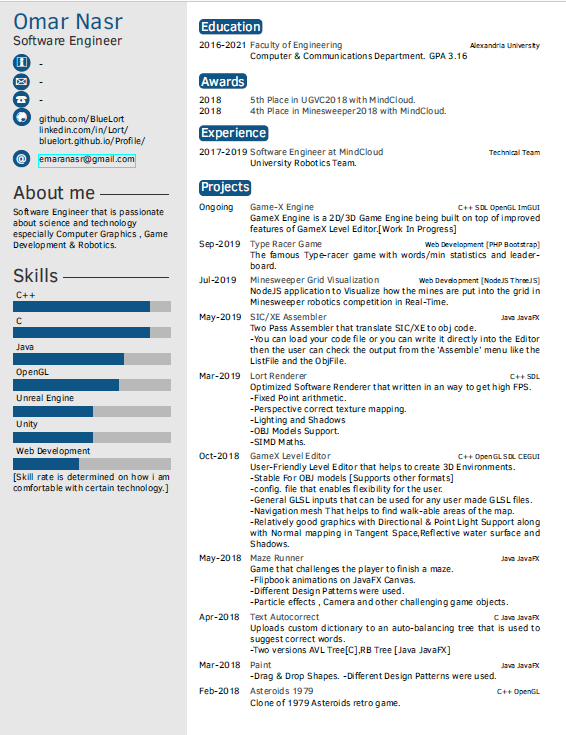 Omar Nasr
Software Engineer
-
-
-
github.com/BlueLort
linkedin.com/in/Lort/
bluelort.github.io/Profile/
@ emaranasr@gmail.com
About me
Software Engineer that is passionate
about science and technology
especially Computer Graphics , Game
Development & Robotics.
Skills
C++
C
Java
OpenGL
Unreal Engine
Unity
Web Development
[Skill rate is determined on how i am
comfortable with certain technology.]
Education
2016-2021 Faculty of Engineering Alexandria University
Computer & Communications Department. GPA 3.16
Awards
2018 5th Place in UGVC2018 with MindCloud.
2018 4th Place in Minesweeper2018 with MindCloud.
Experience
2017-2019 Software Engineer at MindCloud Technical Team
University Robotics Team.
Projects
Ongoing Game-X Engine C++ SDL OpenGL ImGUI
GameX Engine is a 2D/3D Game Engine being built on top of improved
features of GameX Level Editor.[Work In Progress]
Sep-2019 Type Racer Game Web Development [PHP Bootstrap]
The famous Type-racer game with words/min statistics and leader-
board.
Jul-2019 Minesweeper Grid Visualization Web Development [NodeJS ThreeJS]
NodeJS application to Visualize how the mines are put into the grid in
Minesweeper robotics competition in Real-Time.
May-2019 SIC/XE Assembler Java JavaFX
Two Pass Assembler that translate SIC/XE to obj code.
-You can load your code file or you can write it directly into the Editor
then the user can check the output from the 'Assemble' menu like the
ListFile and the ObjFile.
Mar-2019 Lort Renderer C++ SDL
Optimized Software Renderer that written in an way to get high FPS.
-Fixed Point arithmetic.
-Perspective correct texture mapping.
-Lighting and Shadows
-OBJ Models Support.
-SIMD Maths.
Oct-2018 GameX Level Editor C++ OpenGL SDL CEGUI
User-Friendly Level Editor that helps to create 3D Environments.
-Stable For OBJ models [Supports other formats]
-config. file that enables flexibility for the user.
-General GLSL inputs that can be used for any user made GLSL files.
-Navigation mesh That helps to find walk-able areas of the map.
-Relatively good graphics with Directional & Point Light Support along
with Normal mapping in Tangent Space,Reflective water surface and
Shadows.
May-2018 Maze Runner Java JavaFX
Game that challenges the player to finish a maze.
-Flipbook animations on JavaFX Canvas.
-Different Design Patterns were used.
-Particle effects , Camera and other challenging game objects.
Apr-2018 Text Autocorrect C Java JavaFX
Uploads custom dictionary to an auto-balancing tree that is used to
suggest correct words.
-Two versions AVL Tree[C],RB Tree [Java JavaFX]
Mar-2018 Paint Java JavaFX
-Drag & Drop Shapes. -Different Design Patterns were used.
Feb-2018 Asteroids 1979 C++ OpenGL
Clone of 1979 Asteroids retro game.